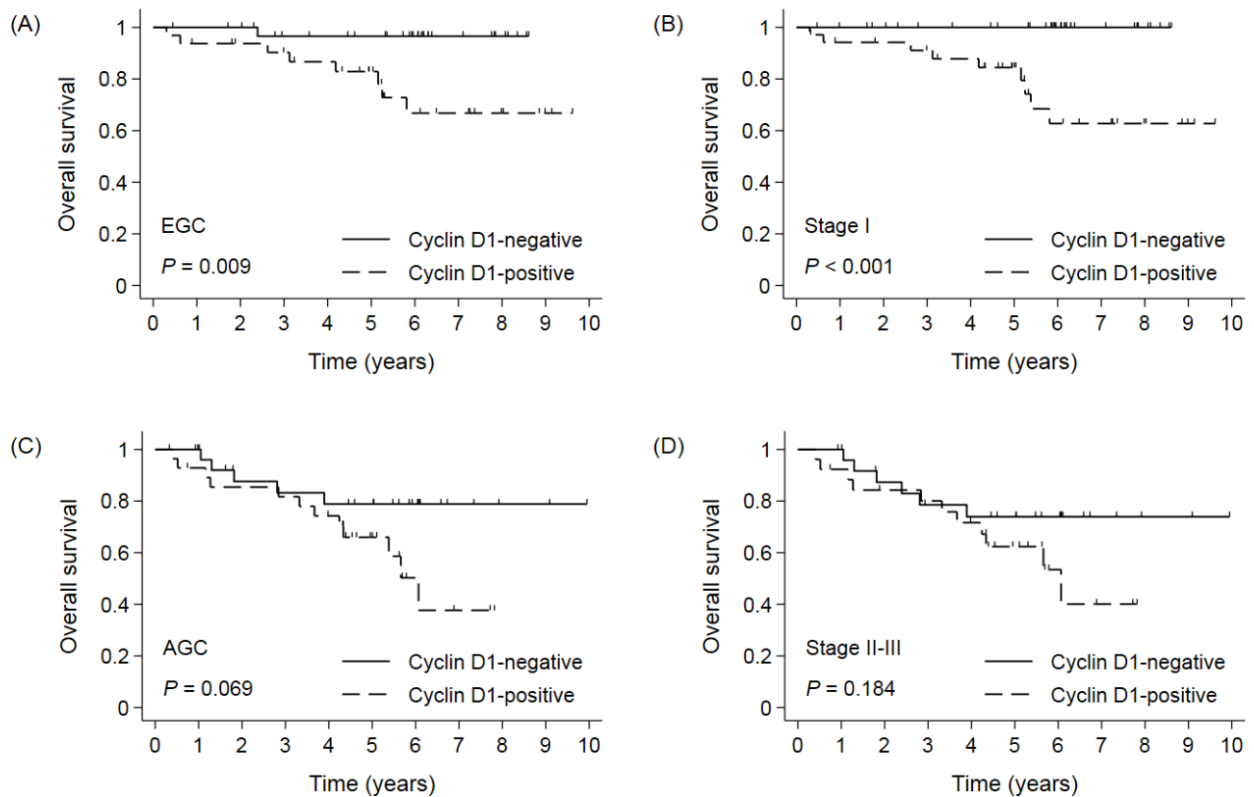 (A)
Overall survival
1
0.8
0.6
0.4
0.2
0
EGC
P = 0.009
Cyclin D1-negative
Cyclin D1-positive
0 1 2 3 4 5 6 7 8 9 10
Time (years)
(B)
Overall survival
1
0.8
0.6
0.4
0.2
0
Stage I
P < 0.001
Cyclin D1-negative
Cyclin D1-positive
0 1 2 3 4 5 6 7 8 9 10
Time (years)
(C)
Overall survival
1
0.8
0.6
0.4
0.2
0
AGC
P = 0.069
Cyclin D1-negative
Cyclin D1-positive
0 1 2 3 4 5 6 7 8 9 10
Time (years)
(D)
Overall survival
1
0.8
0.6
0.4
0.2
0
Stage II-III
P = 0.184
Cyclin D1-negative
Cyclin D1-positive
0 1 2 3 4 5 6 7 8 9 10
Time (years)